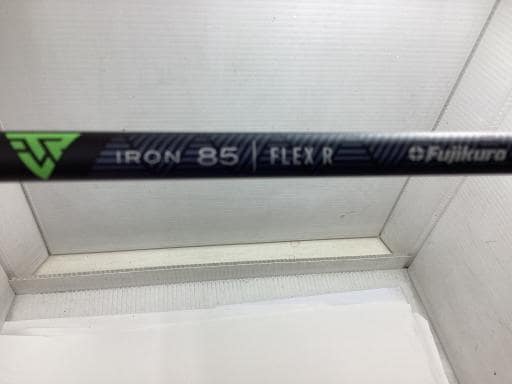 IRON 85 | FLEX R Fujikura